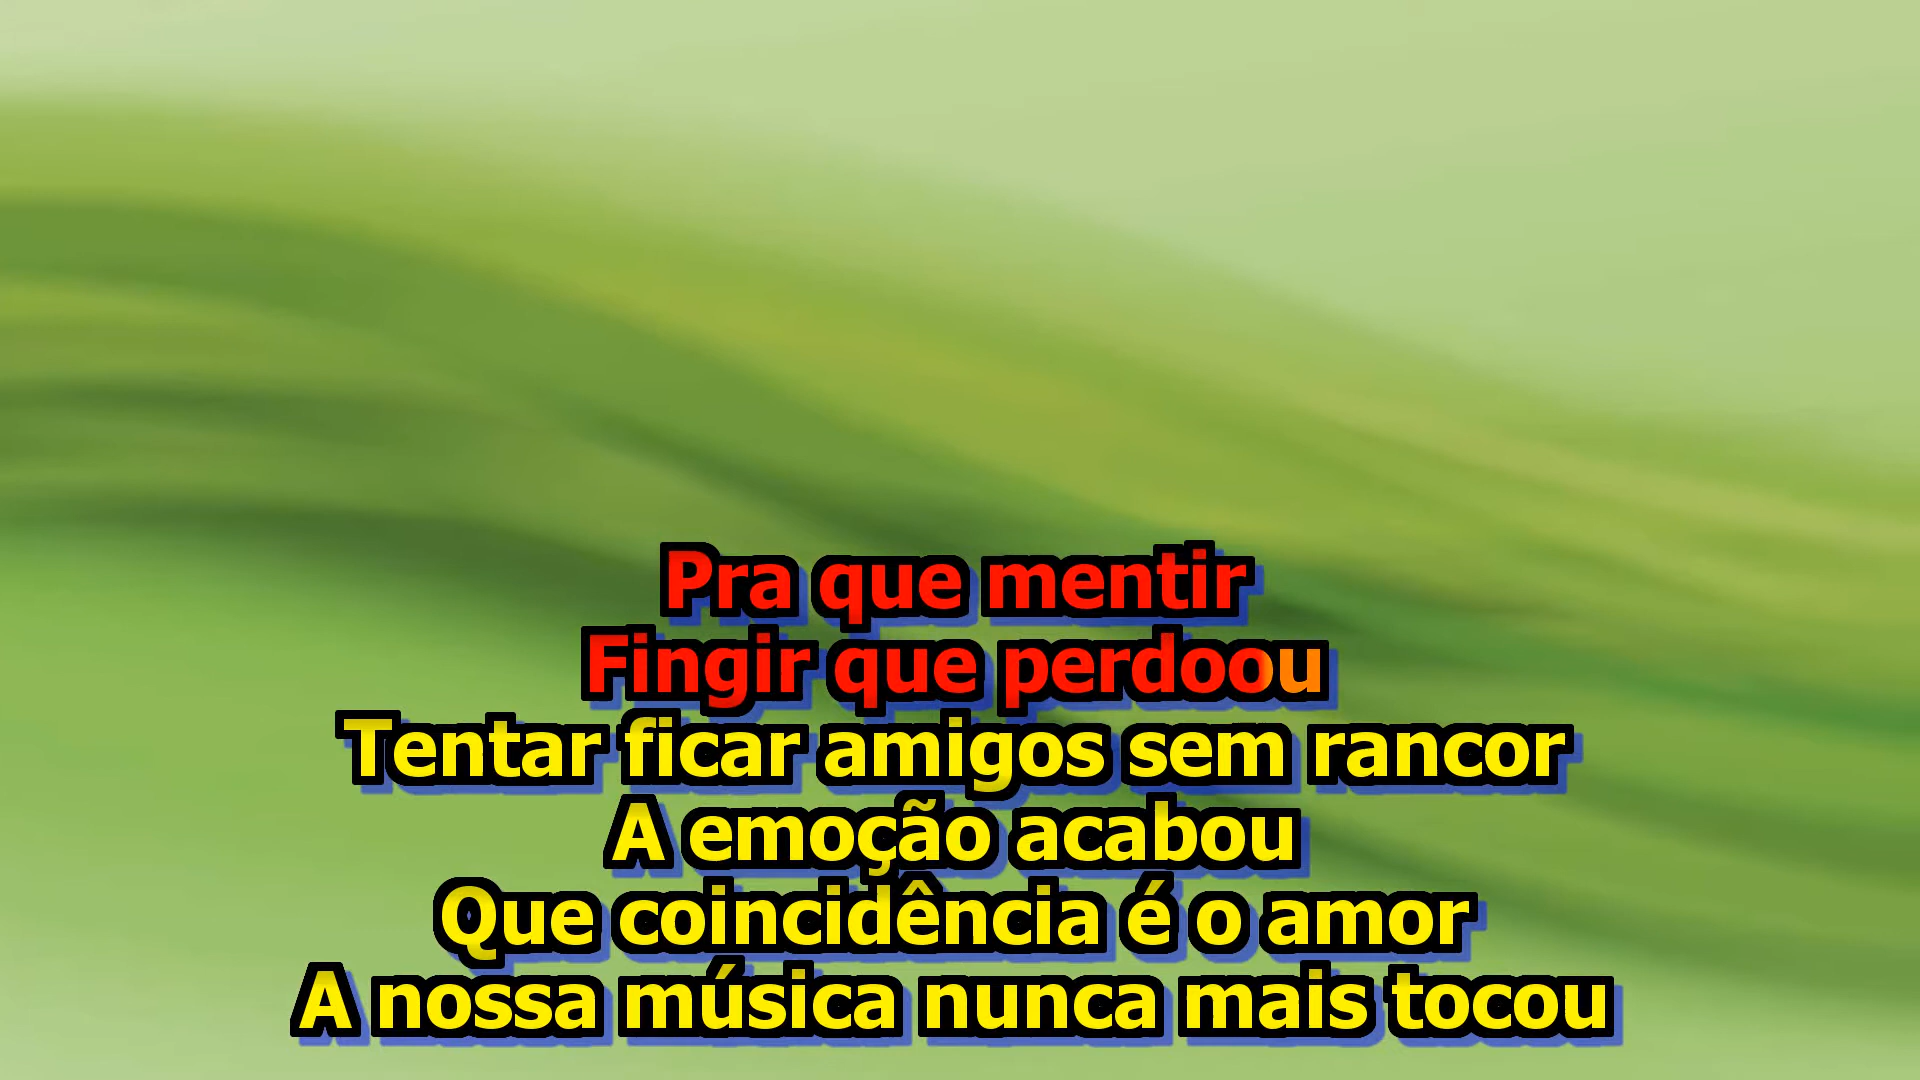 Pra que mentir
Fingir que perdoou
Tentar ficar amigos sem rancor
A emoção acabou
Que coincidência é o amor
A nossa música nunca mais tocou